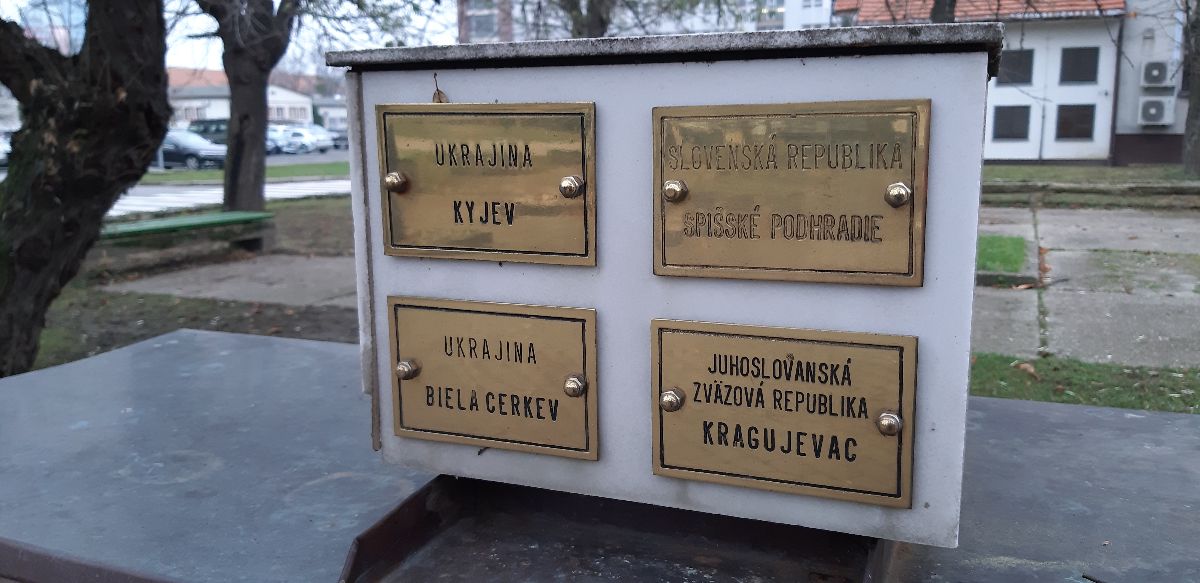 UKRAJINA
KYJEV
SLOVENSKÁ REPUBLIKA
SPIŠSKÉ PODHRADIE
UKRAJINA
BIELA CERKEV
JUHOSLOVANSKÁ
ZVÄZOVÁ REPUBLIKA
KRAGUJEVAC